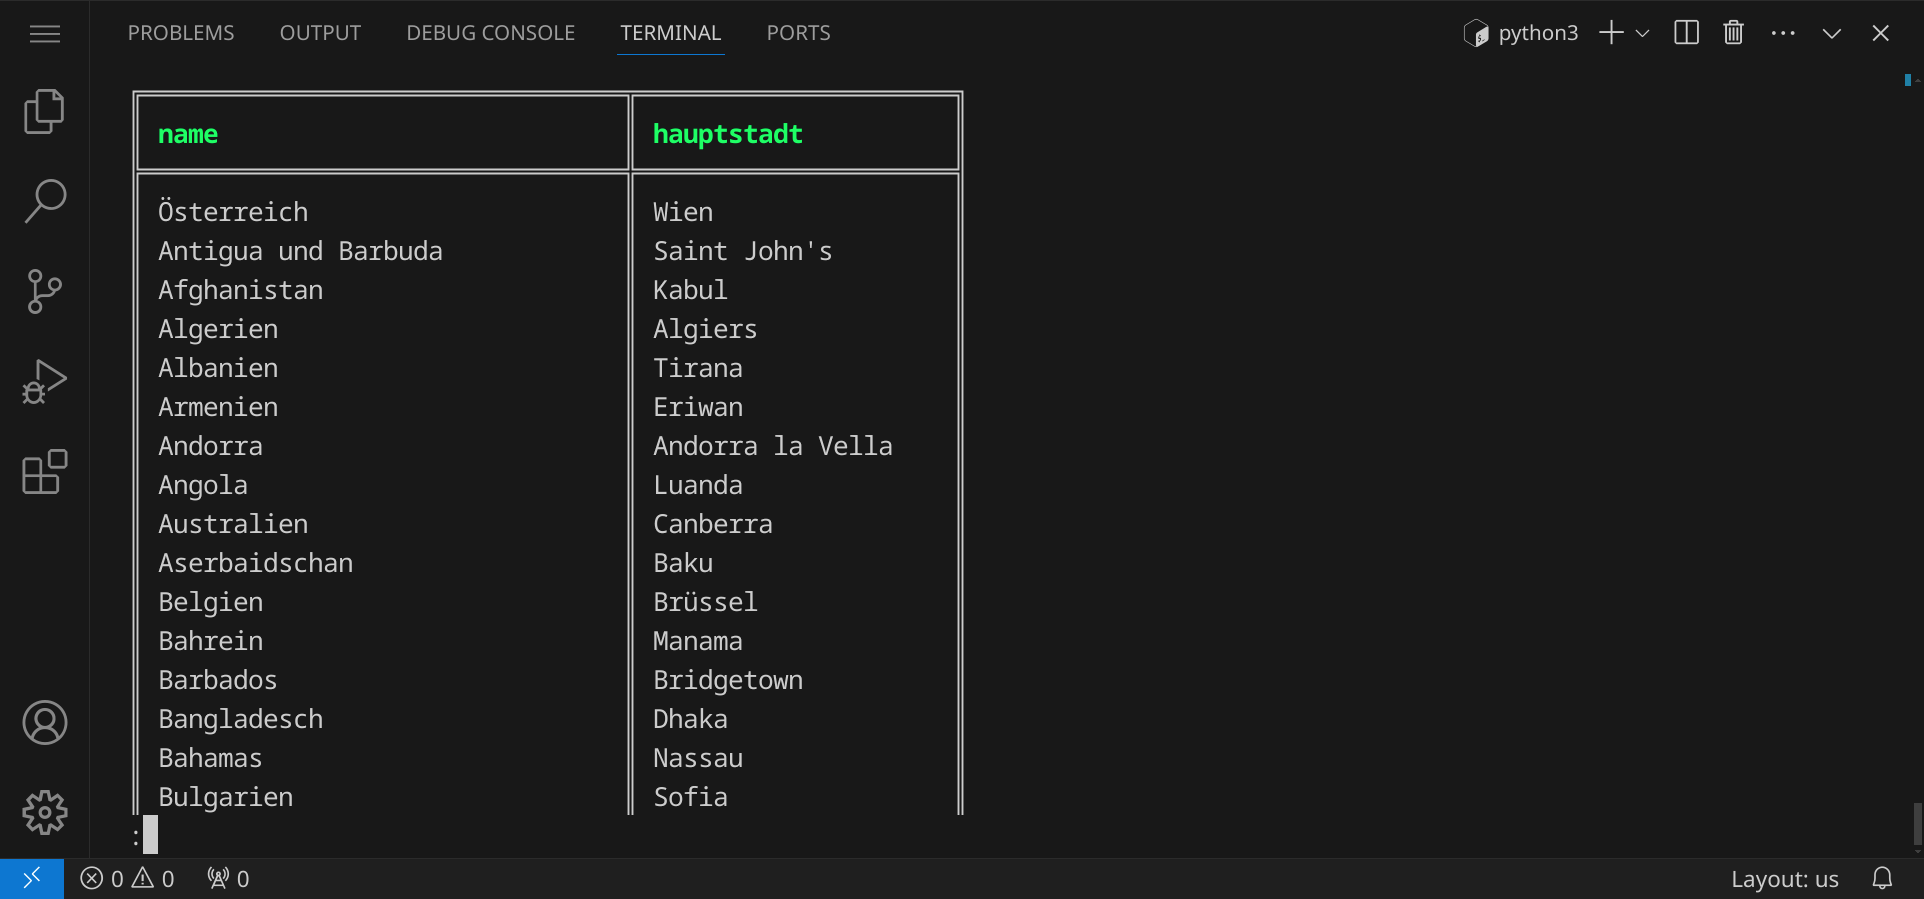 PROBLEMS OUTPUT DEBUG CONSOLE TERMINAL PORTS python3
name hauptstadt
Österreich Wien
Antigua und Barbuda Saint John's
Afghanistan Kabul
Algerien Algiers
Albanien Tirana
Armenien Eriwan
Andorra Andorra la Vella
Angola Luanda
Australien Canberra
Aserbaidschan Baku
Belgien Brüssel
Bahrein Manama
Barbados Bridgetown
Bangladesch Dhaka
Bahamas Nassau
Bulgarien Sofia
:
0 0 0 Layout: us